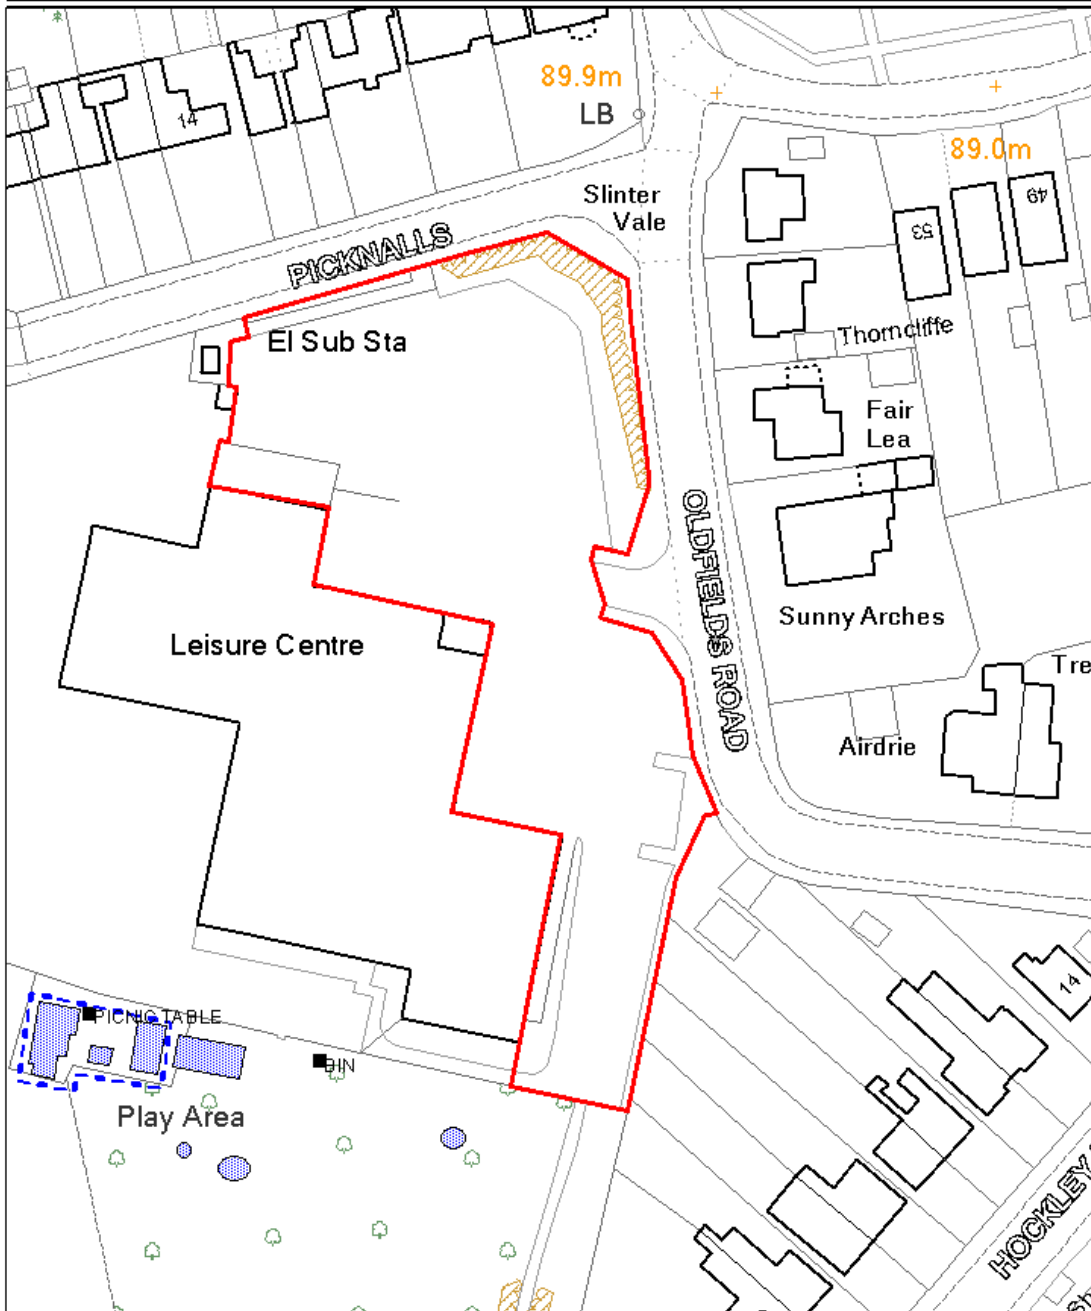 89.9m
14
LB
89.0m
Slinter
Vale
49
53
PICKNALLS
Thorncliffe
El Sub Sta
Fair
Lea
OLDFIELDS ROAD
Sunny Arches
Leisure Centre
Tre
Airdrie
14
PICNIC TABLE
BIN
Play Area
HOCKLEY